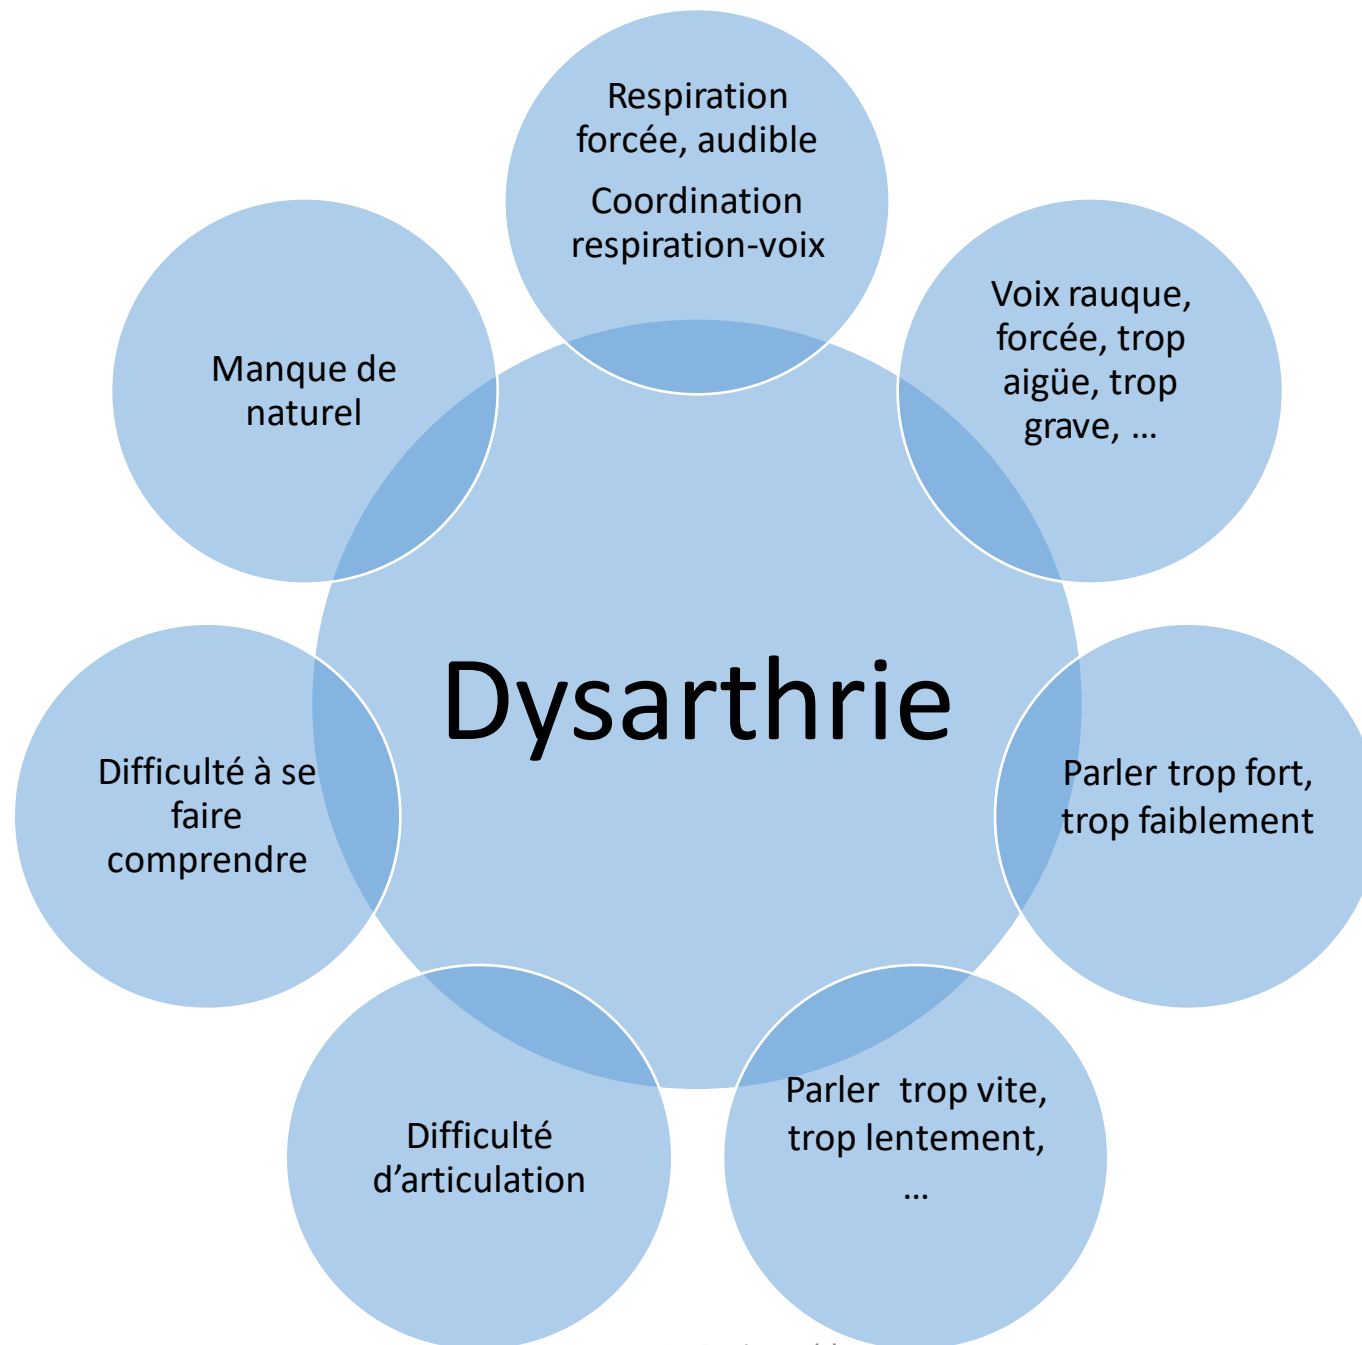 Respiration
forcée, audible
Coordination
respiration-voix
Voix rauque,
forcée, trop
aigüe, trop
grave, …
Parler trop fort,
trop faiblement
Parler  trop vite,
trop lentement,
…
Difficulté
d’articulation
Difficulté à se
faire
comprendre
Manque de
naturel
Dysarthrie